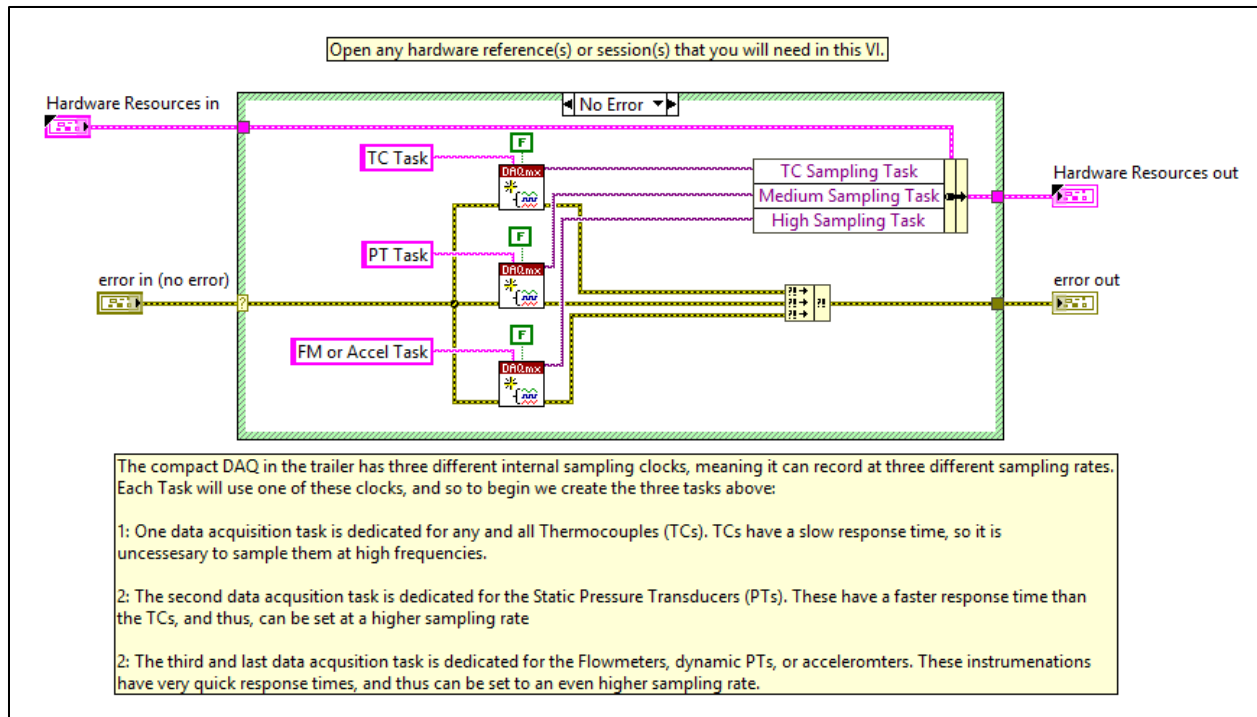 Open any hardware reference(s) or session(s) that you will need in this VI.
Hardware Resources in
No Error
F
TC Task
DAQmx
TC Sampling Task
Medium Sampling Task
High Sampling Task
Hardware Resources out
F
PT Task
DAQmx
error in (no error)
?
?!
?!
?!
?!
error out
F
FM or Accel Task
DAQmx
The compact DAQ in the trailer has three different internal sampling clocks, meaning it can record at three different sampling rates.
Each Task will use one of these clocks, and so to begin we create the three tasks above:
1: One data acquisition task is dedicated for any and all Thermocouples (TCs). TCs have a slow response time, so it is
uncessesary to sample them at high frequencies.
2: The second data acqusition task is dedicated for the Static Pressure Transducers (PTs). These have a faster response time than
the TCs, and thus, can be set at a higher sampling rate
2: The third and last data acqusition task is dedicated for the Flowmeters, dynamic PTs, or acceleromters. These instrumenations
have very quick response times, and thus can be set to an even higher sampling rate.